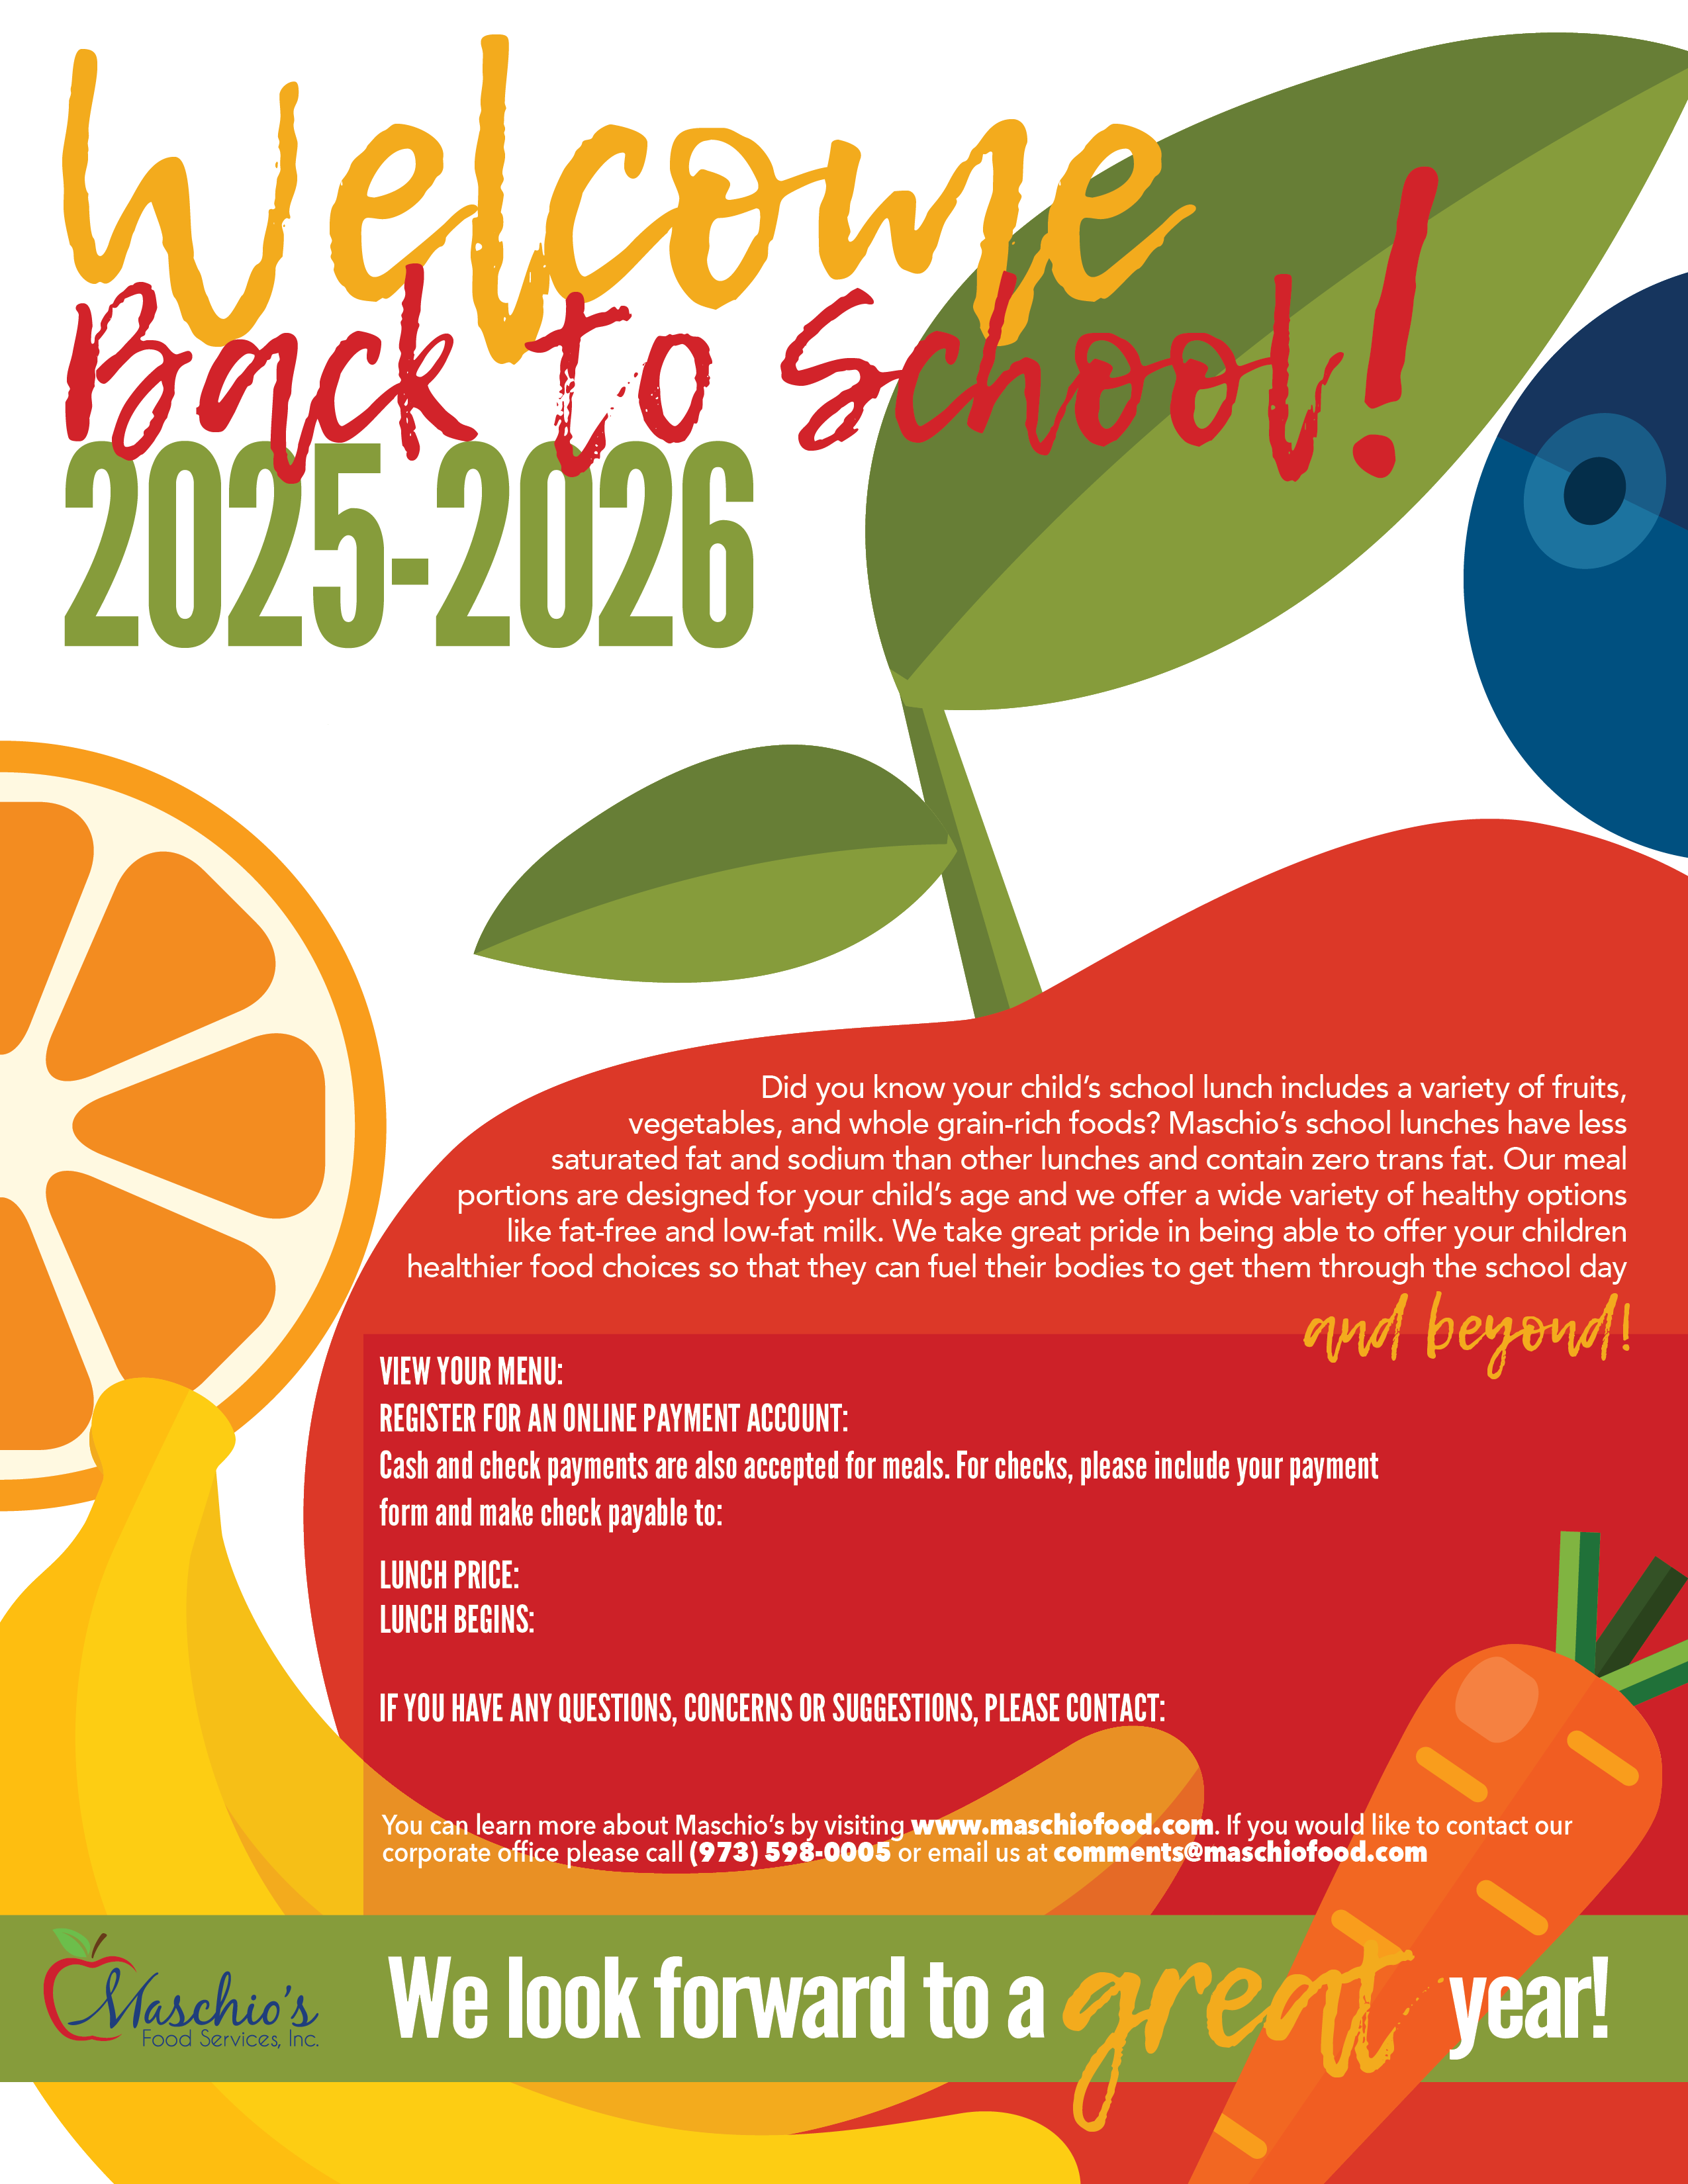 Welcome
Back to School!
2025-2026
Did you know your child's school lunch includes a variety of fruits,
vegetables, and whole grain-rich foods? Maschio's school lunches have less
saturated fat and sodium than other lunches and contain zero trans fat. Our meal
portions are designed for your child's age and we offer a wide variety of healthy options
like fat-free and low-fat milk. We take great pride in being able to offer your children
healthier food choices so that they can fuel their bodies to get them through the school day
and beyond!
VIEW YOUR MENU:
REGISTER FOR AN ONLINE PAYMENT ACCOUNT:
Cash and check payments are also accepted for meals. For checks, please include your payment
form and make check payable to:
LUNCH PRICE:
LUNCH BEGINS:
IF YOU HAVE ANY QUESTIONS, CONCERNS OR SUGGESTIONS, PLEASE CONTACT:
You can learn more about Maschio's by visiting www.maschiofood.com. If you would like to contact our
corporate office please call (973) 598-0005 or email us at comments@maschiofood.com
Maschio's
Food Services, Inc.
We look forward to a great year!